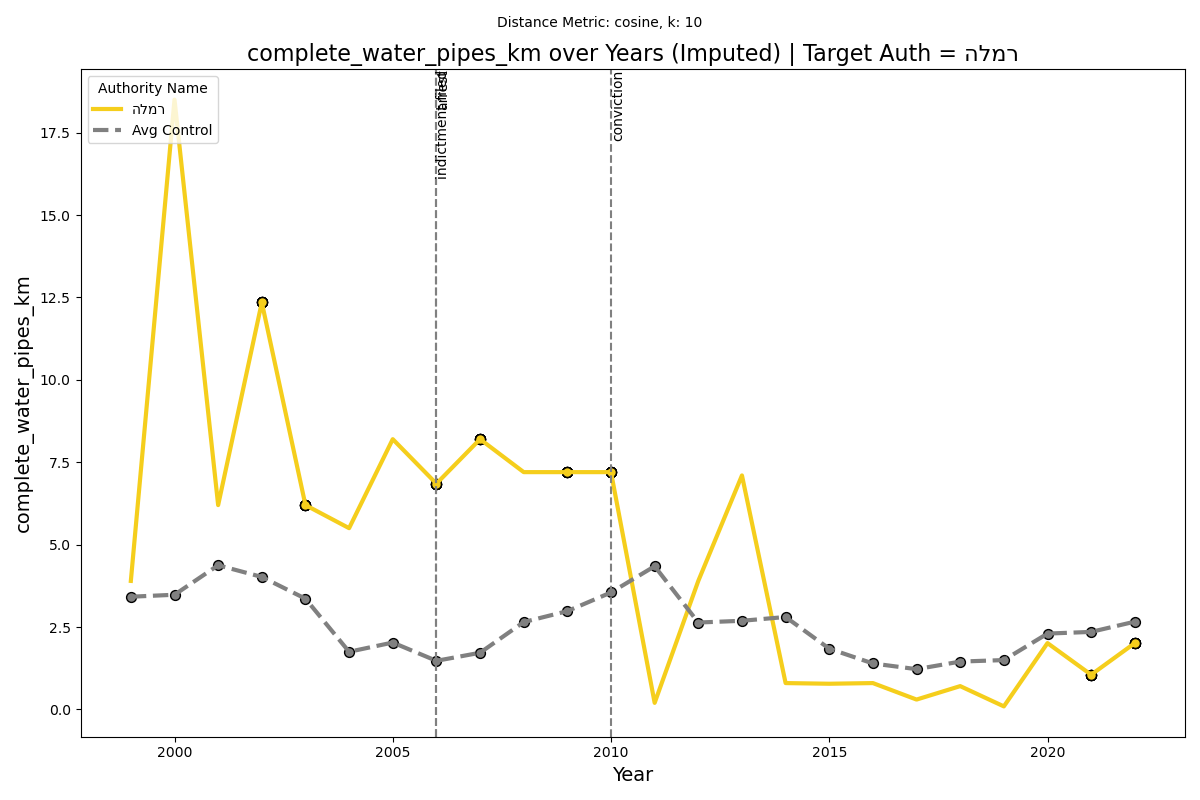 Distance Metric: cosine, k: 10
complete_water_pipes_km over Years (Imputed) | Target Auth = רמלה
Authority Name
רמלה
Avg Control
indictment
conviction
complete_water_pipes_km
17.5
15.0
12.5
10.0
7.5
5.0
2.5
0.0
2000
2005
2010
2015
2020
Year